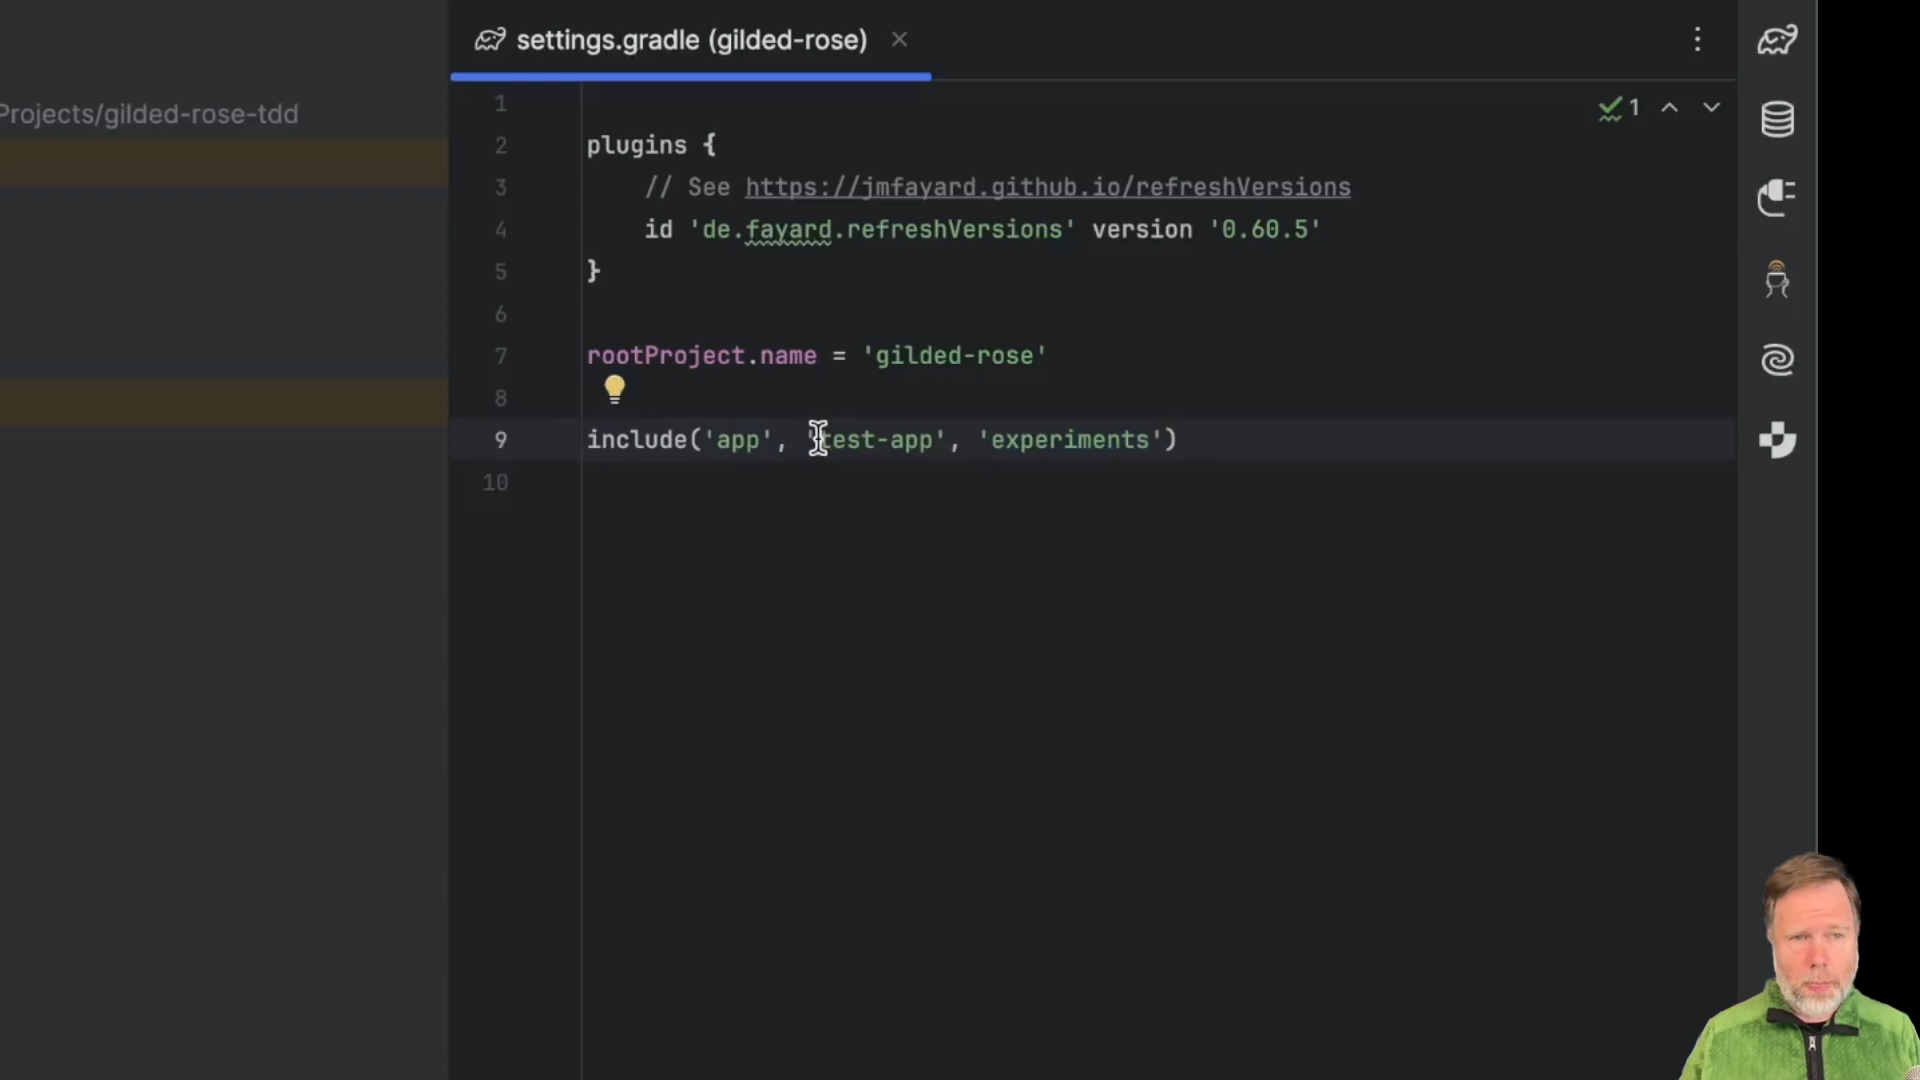 settings.gradle (gilded-rose)
Projects/gilded-rose-tdd
1
1
2 plugins {
3 // See https://jmfayard.github.io/refreshVersions
4 id 'de.fayard.refreshVersions' version '0.60.5'
5 }
6
7 rootProject.name = 'gilded-rose'
8
9 include('app', 'test-app', 'experiments')
10